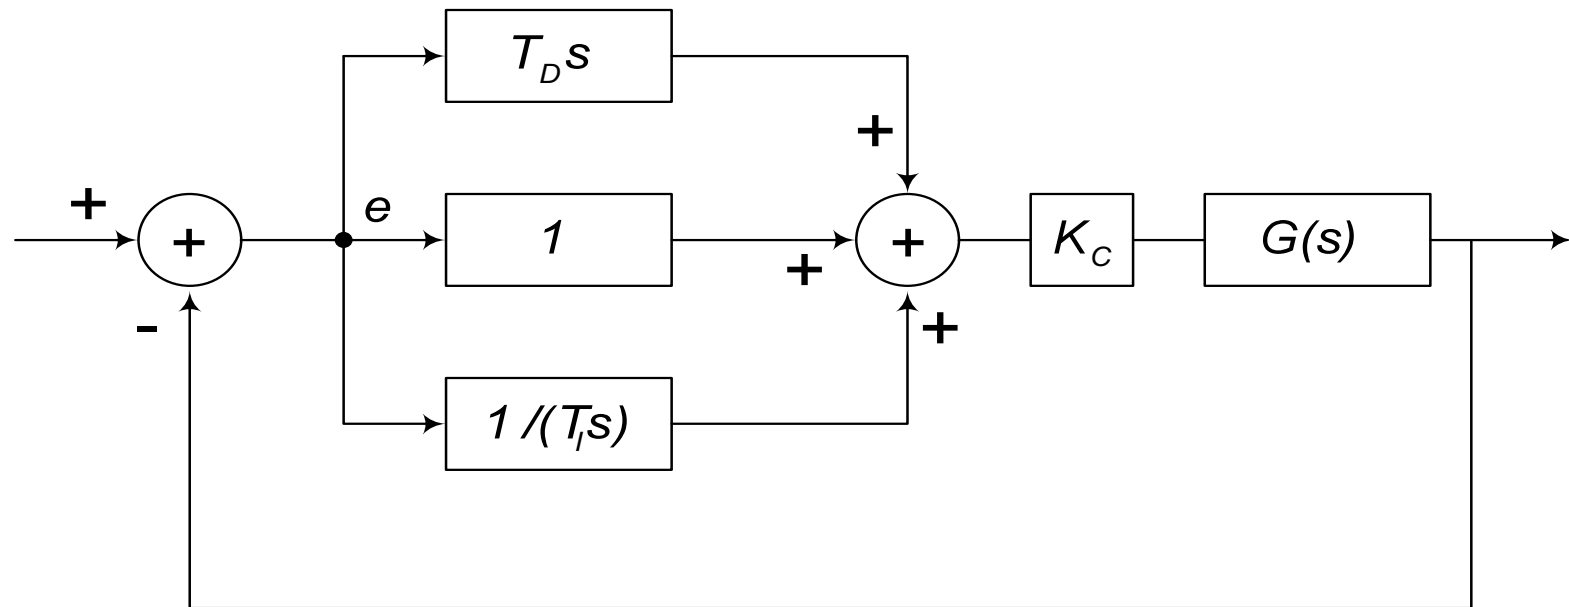 T_D s
+
+
e
+
1
+
+
K_C
G(s)
-
+
1/(T_I s)